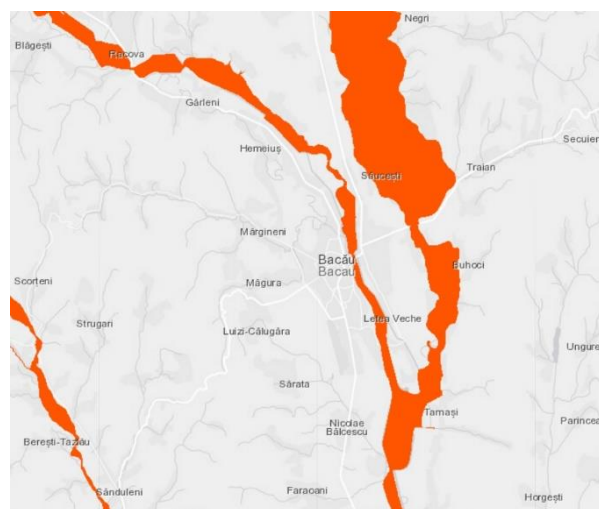 Negri
Blăgești
Racova
Gârleni
Secuien
Hemeiuș
Traian
Săucești
Mărgineni
Bacău
Bacau
Buhoci
Scorțeni
Măgura
Strugari
Letea Veche
Luizi-Călugăra
Ungure
Sărata
Tamași
Nicolae
Bălcescu
Parincea
Berești-Tazlău
Sănduleni
Faraoani
Horgești